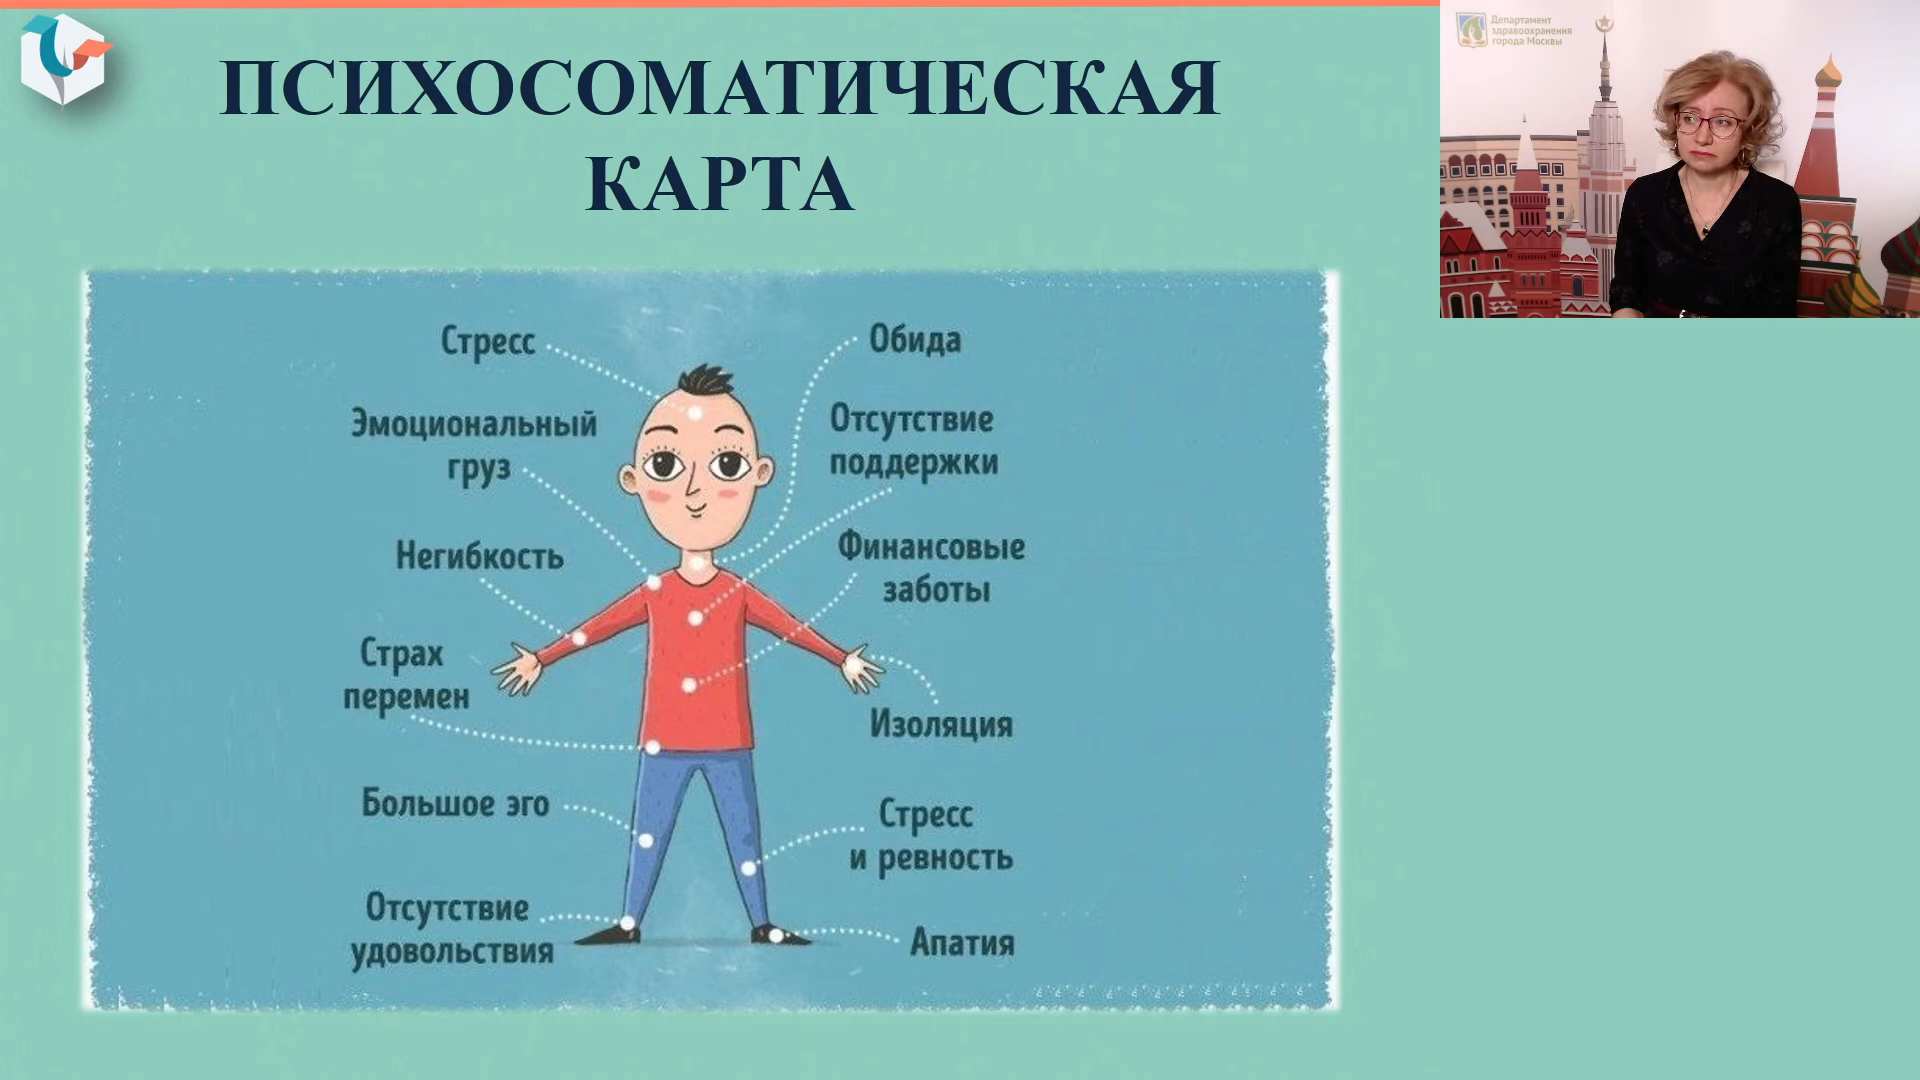 ПСИХОСОМАТИЧЕСКАЯ
КАРТА
Департамент
здравоохранения
города Москвы
Стресс
Обида
Эмоциональный
груз
Отсутствие
поддержки
Негибкость
Финансовые
заботы
Страх
перемен
Изоляция
Большое эго
Стресс
и ревность
Отсутствие
удовольствия
Апатия